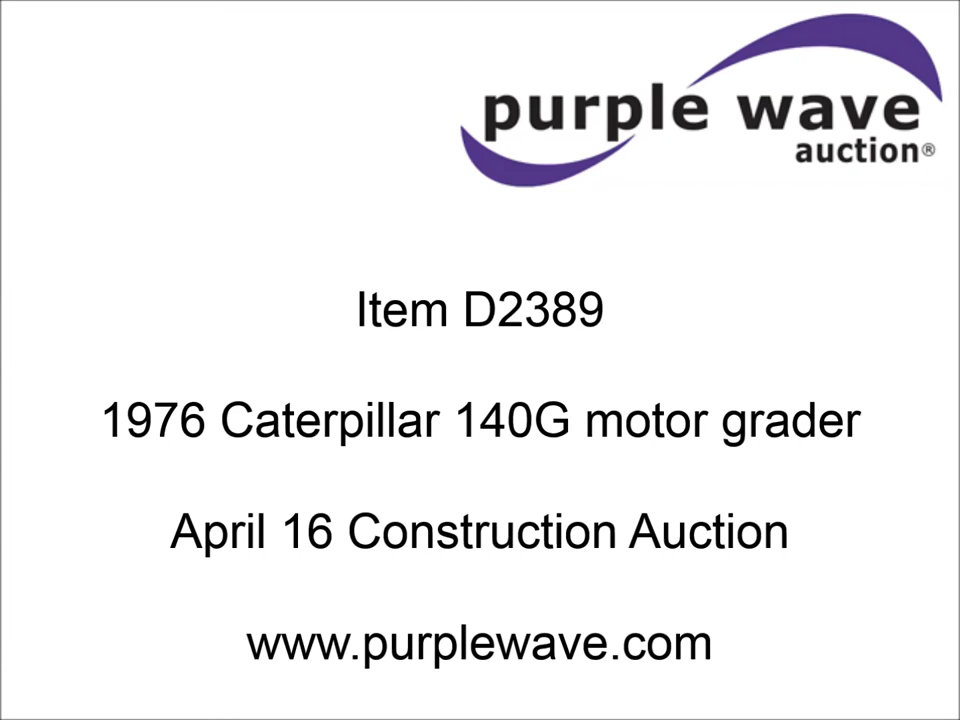 purple wave
auction®
Item D2389
1976 Caterpillar 140G motor grader
April 16 Construction Auction
www.purplewave.com